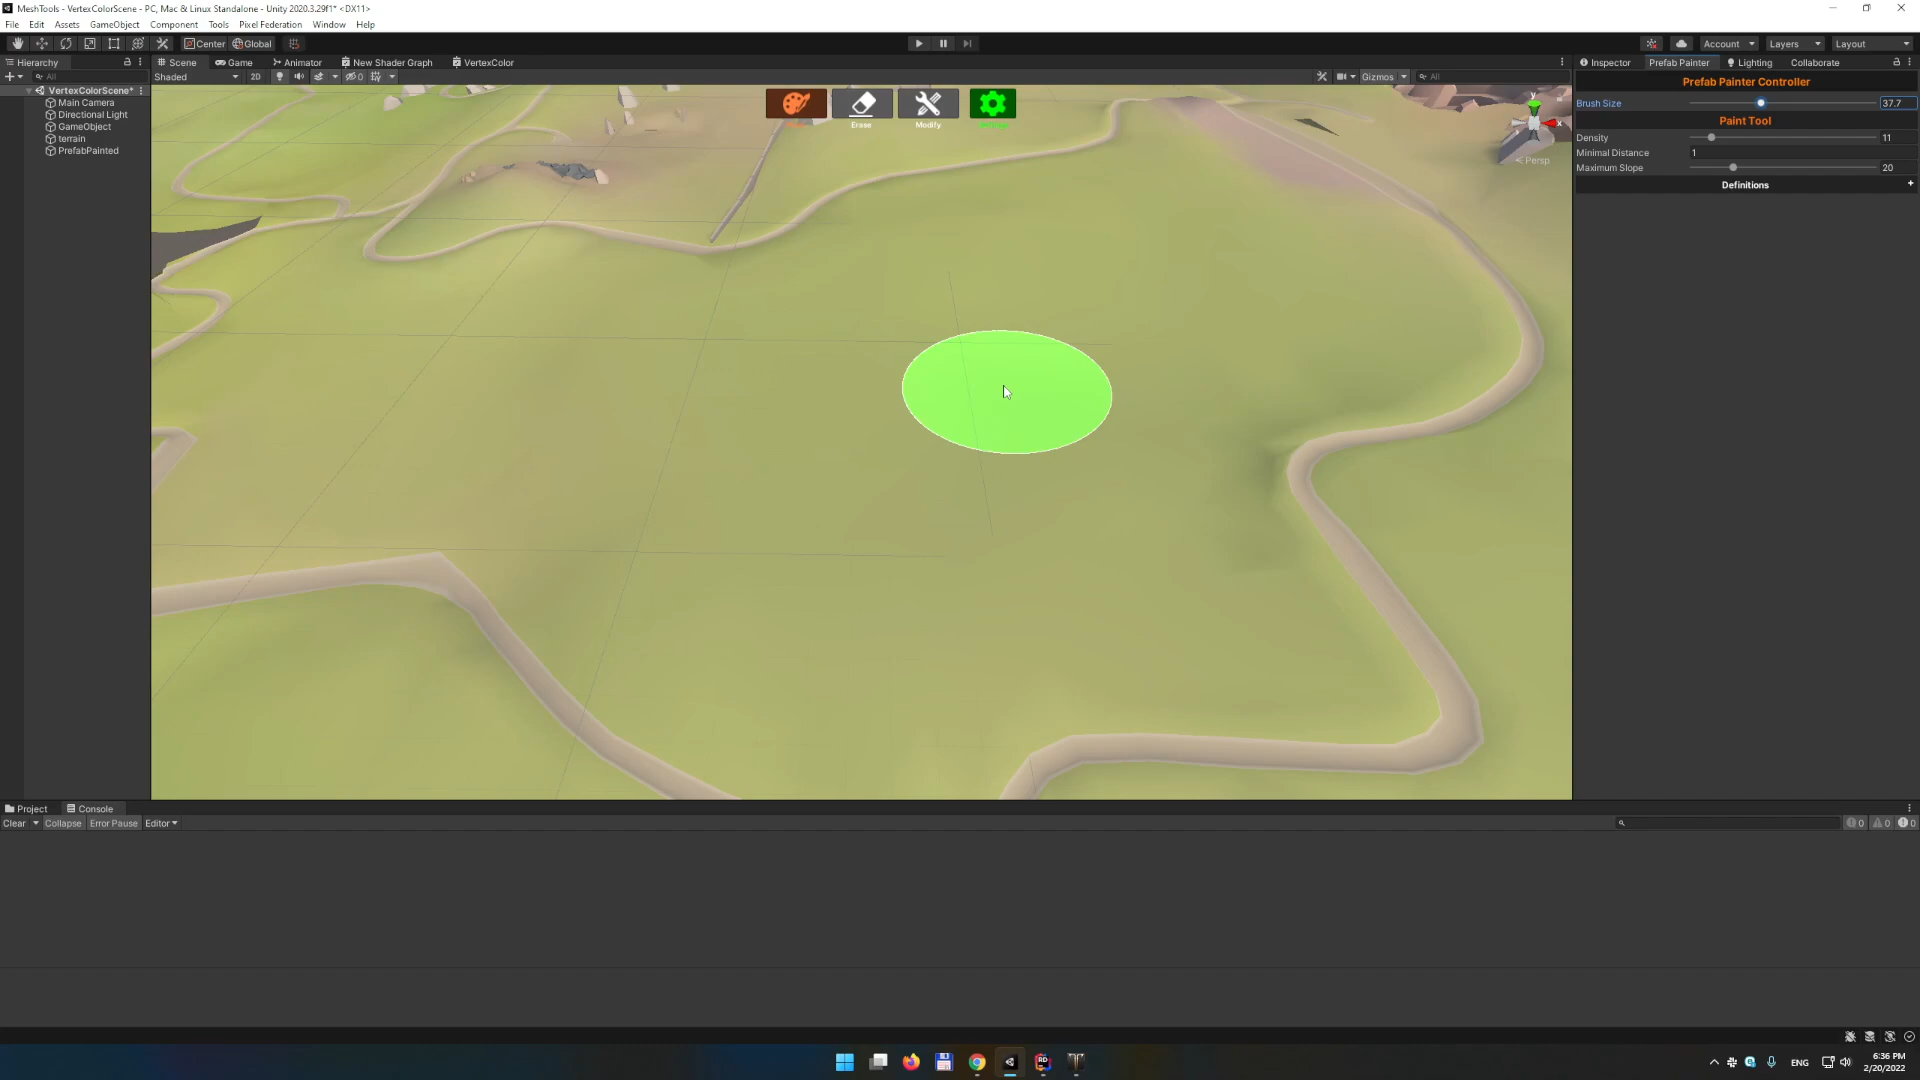 MeshTools - VertexColorScene - PC, Mac & Linux Standalone - Unity 2020.3.29f1* <DX11>
File Edit Assets GameObject Component Tools Pixel Federation Window Help
Center Global Account Layers Layout
Hierarchy Scene Game Animator New Shader Graph VertexColor Inspector Prefab Painter Lighting Collaborate
All Shaded 2D 0 Gizmos All
Prefab Painter Controller
VertexColorScene*
Main Camera
Directional Light
GameObject
terrain
PrefabPainted
Erase Modify
y
x
< Persp
Brush Size 37.7
Paint Tool
Density 11
Minimal Distance 1
Maximum Slope 20
Definitions +
Project Console
Clear Collapse Error Pause Editor 0 0 0
RD
ENG
6:36 PM
2/20/2022